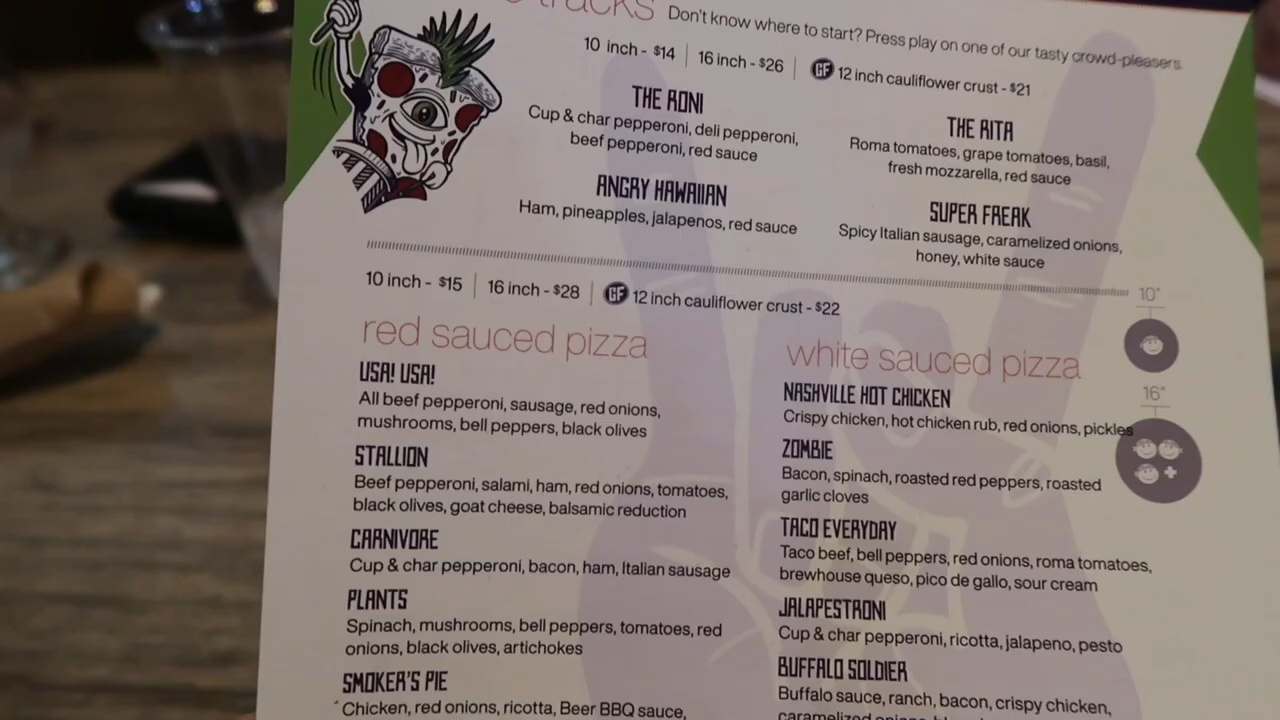 tracks Don't know where to start? Press play on one of our tasty crowd-pleasers.
10 inch - $14 | 16 inch - $26 | GF 12 inch cauliflower crust - $21
THE RONI
Cup & char pepperoni, deli pepperoni,
beef pepperoni, red sauce
THE RITA
Roma tomatoes, grape tomatoes, basil,
fresh mozzarella, red sauce
ANGRY HAWAIIAN
Ham, pineapples, jalapenos, red sauce
SUPER FREAK
Spicy Italian sausage, caramelized onions,
honey, white sauce
10 inch - $15 | 16 inch - $28 | GF 12 inch cauliflower crust - $22
10"
16"
red sauced pizza
USA! USA!
All beef pepperoni, sausage, red onions,
mushrooms, bell peppers, black olives
STALLION
Beef pepperoni, salami, ham, red onions, tomatoes,
black olives, goat cheese, balsamic reduction
CARNIVORE
Cup & char pepperoni, bacon, ham, Italian sausage
PLANTS
Spinach, mushrooms, bell peppers, tomatoes, red
onions, black olives, artichokes
SMOKER'S PIE
Chicken, red onions, ricotta, Beer BBQ sauce,
white sauced pizza
NASHVILLE HOT CHICKEN
Crispy chicken, hot chicken rub, red onions, pickles
ZOMBIE
Bacon, spinach, roasted red peppers, roasted
garlic cloves
TACO EVERYDAY
Taco beef, bell peppers, red onions, roma tomatoes,
brewhouse queso, pico de gallo, sour cream
JALAPESTRONI
Cup & char pepperoni, ricotta, jalapeno, pesto
BUFFALO SOLDIER
Buffalo sauce, ranch, bacon, crispy chicken,
caramelized onions,